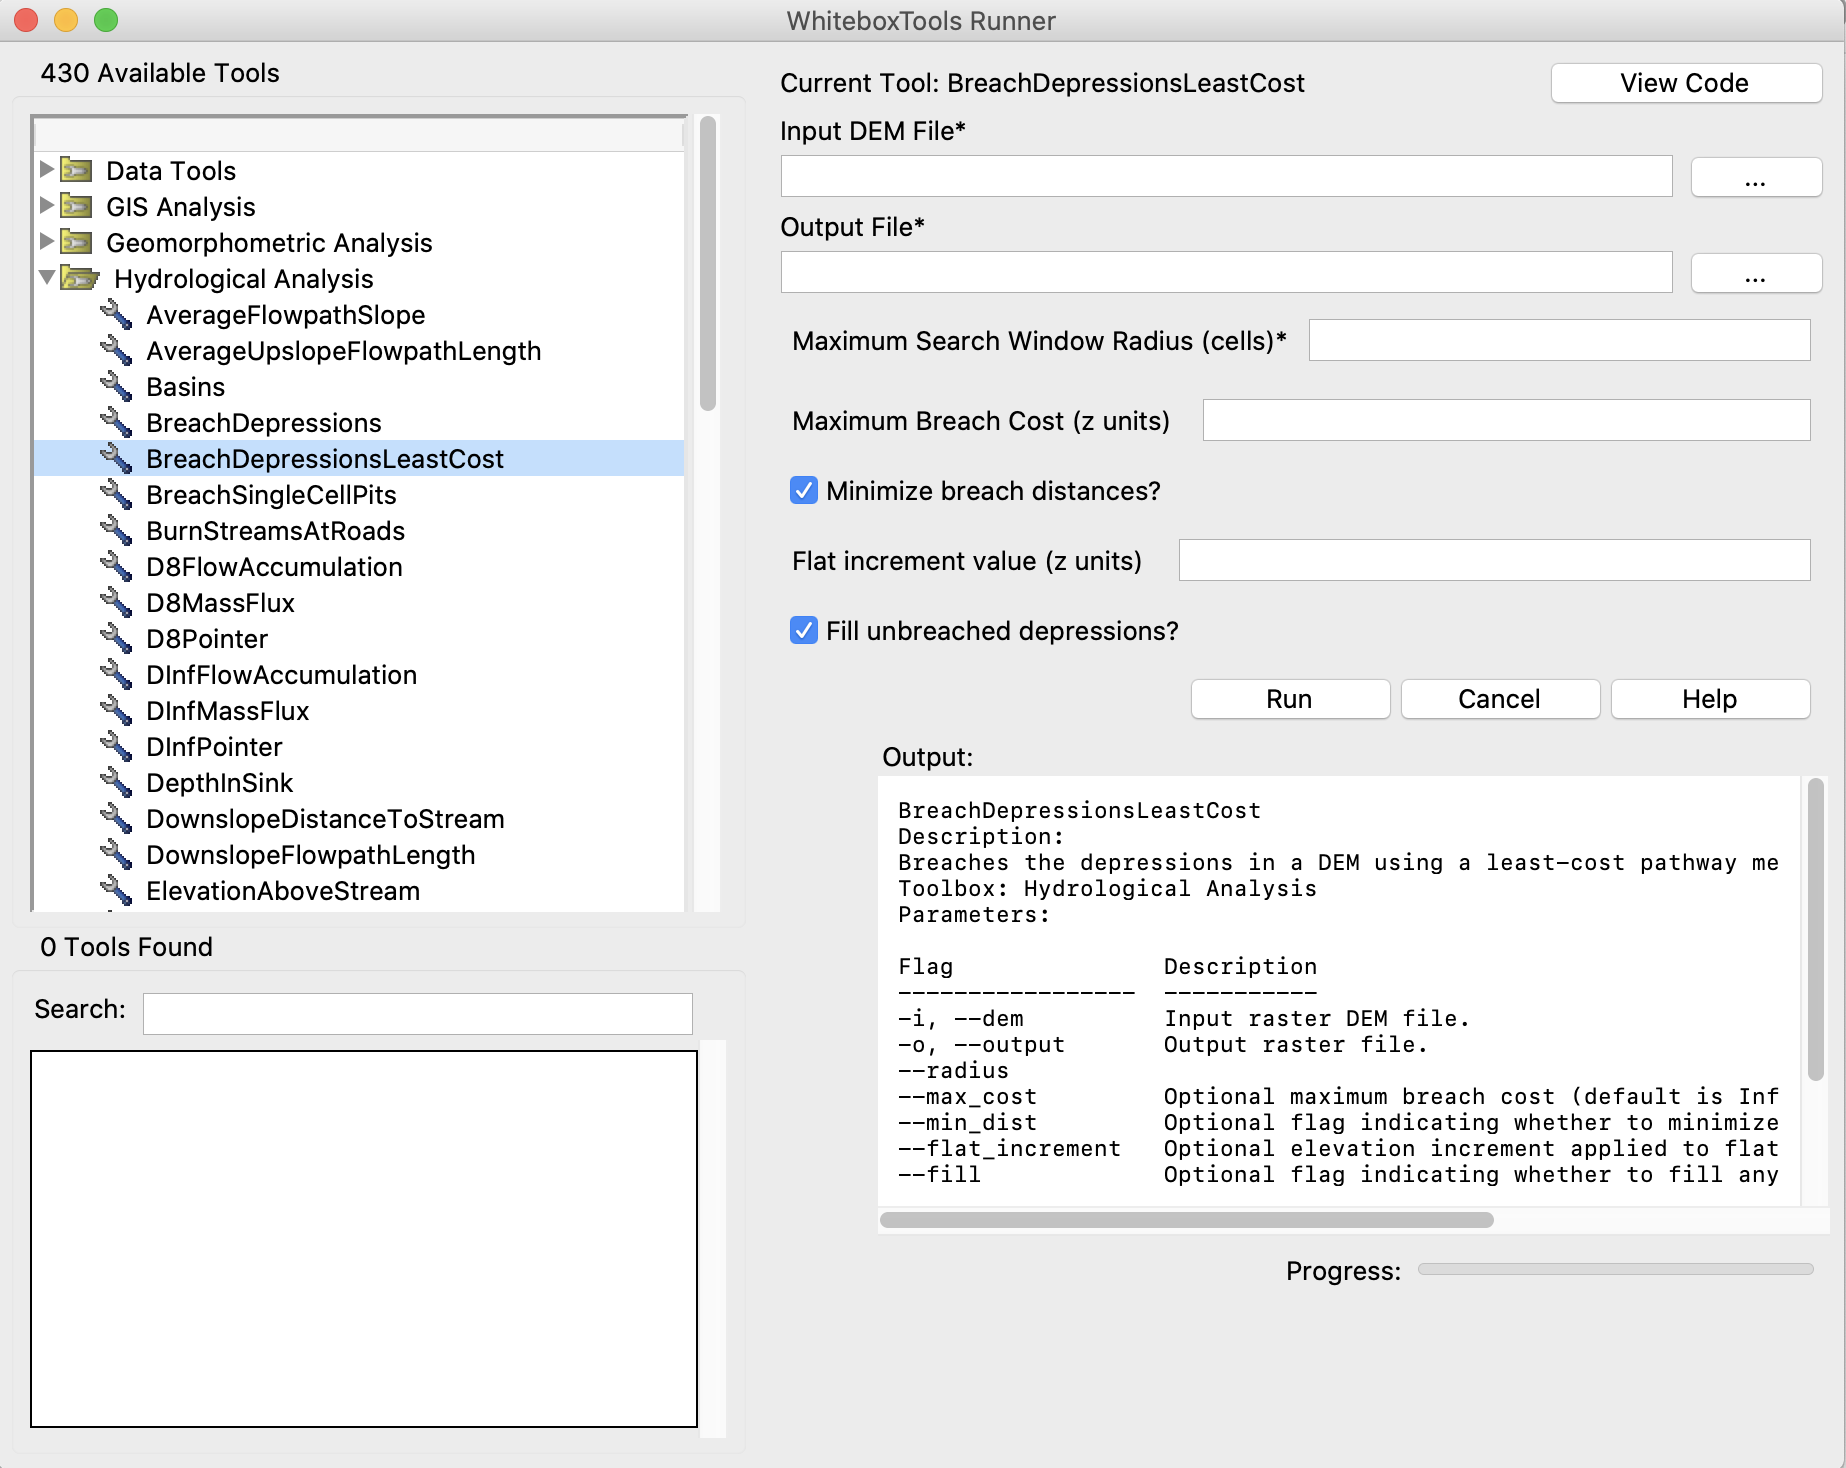 WhiteboxTools Runner
430 Available Tools
Data Tools
GIS Analysis
Geomorphometric Analysis
Hydrological Analysis
AverageFlowpathSlope
AverageUpslopeFlowpathLength
Basins
BreachDepressions
BreachDepressionsLeastCost
BreachSingleCellPits
BurnStreamsAtRoads
D8FlowAccumulation
D8MassFlux
D8Pointer
DInfFlowAccumulation
DInfMassFlux
DInfPointer
DepthInSink
DownslopeDistanceToStream
DownslopeFlowpathLength
ElevationAboveStream
0 Tools Found
Search:
Current Tool: BreachDepressionsLeastCost
View Code
Input DEM File*
...
Output File*
...
Maximum Search Window Radius (cells)*
Maximum Breach Cost (z units)
Minimize breach distances?
Flat increment value (z units)
Fill unbreached depressions?
Run Cancel Help
Output:
BreachDepressionsLeastCost
Description:
Breaches the depressions in a DEM using a least-cost pathway me
Toolbox: Hydrological Analysis
Parameters:
Flag Description
----------------- -----------
-i, --dem Input raster DEM file.
-o, --output Output raster file.
--radius
--max_cost Optional maximum breach cost (default is Inf
--min_dist Optional flag indicating whether to minimize
--flat_increment Optional elevation increment applied to flat
--fill Optional flag indicating whether to fill any
Progress: